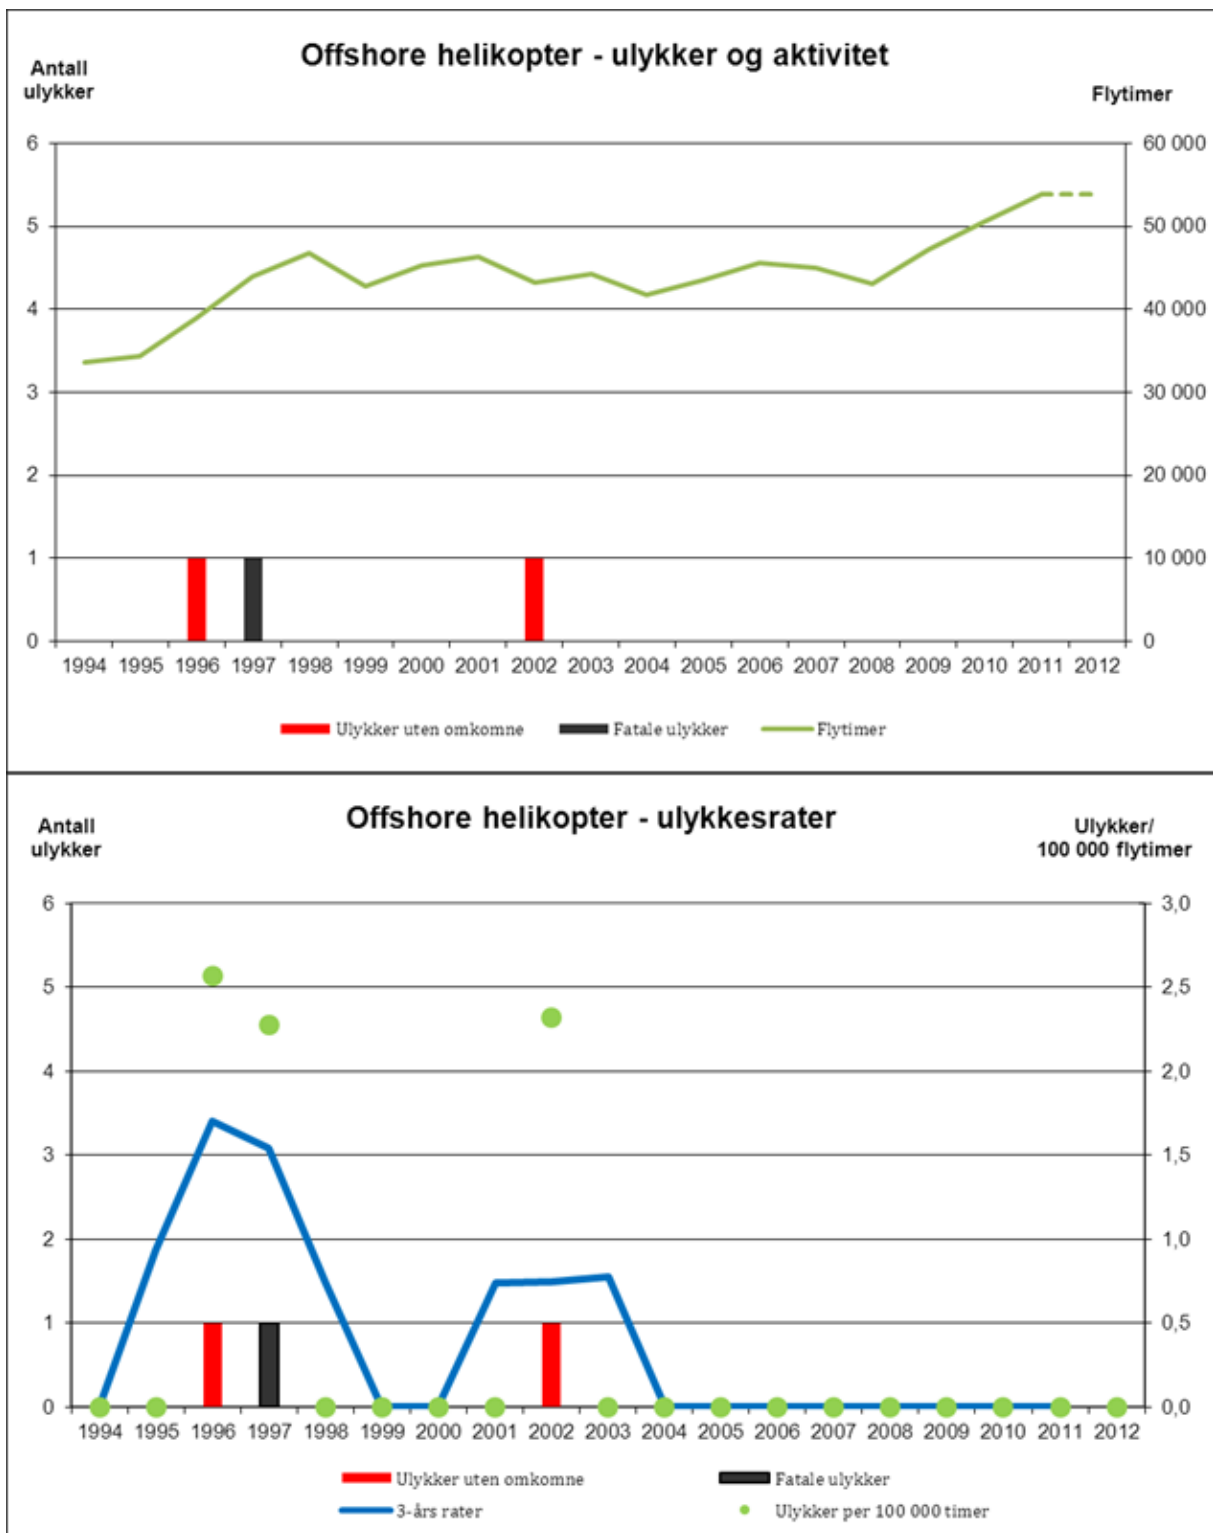 Offshore helikopter - ulykker og aktivitet
Antall
ulykker
Flytimer
6
5
4
3
2
1
0
60 000
50 000
40 000
30 000
20 000
10 000
0
1994 1995 1996 1997 1998 1999 2000 2001 2002 2003 2004 2005 2006 2007 2008 2009 2010 2011 2012
Ulykker uten omkomne Fatale ulykker Flytimer
Offshore helikopter - ulykkesrater
Antall
ulykker
Ulykker/
100 000 flytimer
6
5
4
3
2
1
0
3,0
2,5
2,0
1,5
1,0
0,5
0,0
1994 1995 1996 1997 1998 1999 2000 2001 2002 2003 2004 2005 2006 2007 2008 2009 2010 2011 2012
Ulykker uten omkomne Fatale ulykker
3-års rater Ulykker per 100 000 timer